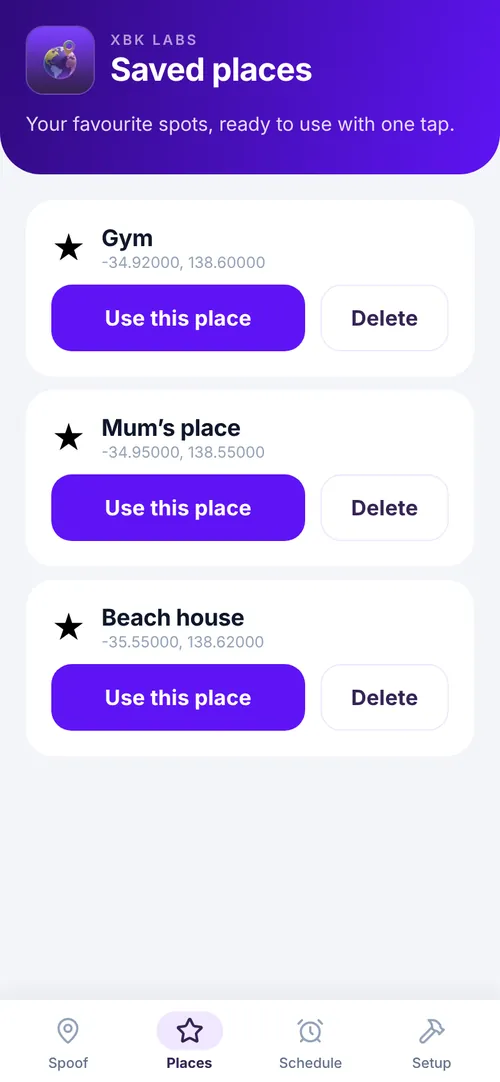 XBK LABS
Saved places
Your favourite spots, ready to use with one tap.
Gym
-34.92000, 138.60000
Use this place
Delete
Mum’s place
-34.95000, 138.55000
Use this place
Delete
Beach house
-35.55000, 138.62000
Use this place
Delete
Spoof
Places
Schedule
Setup